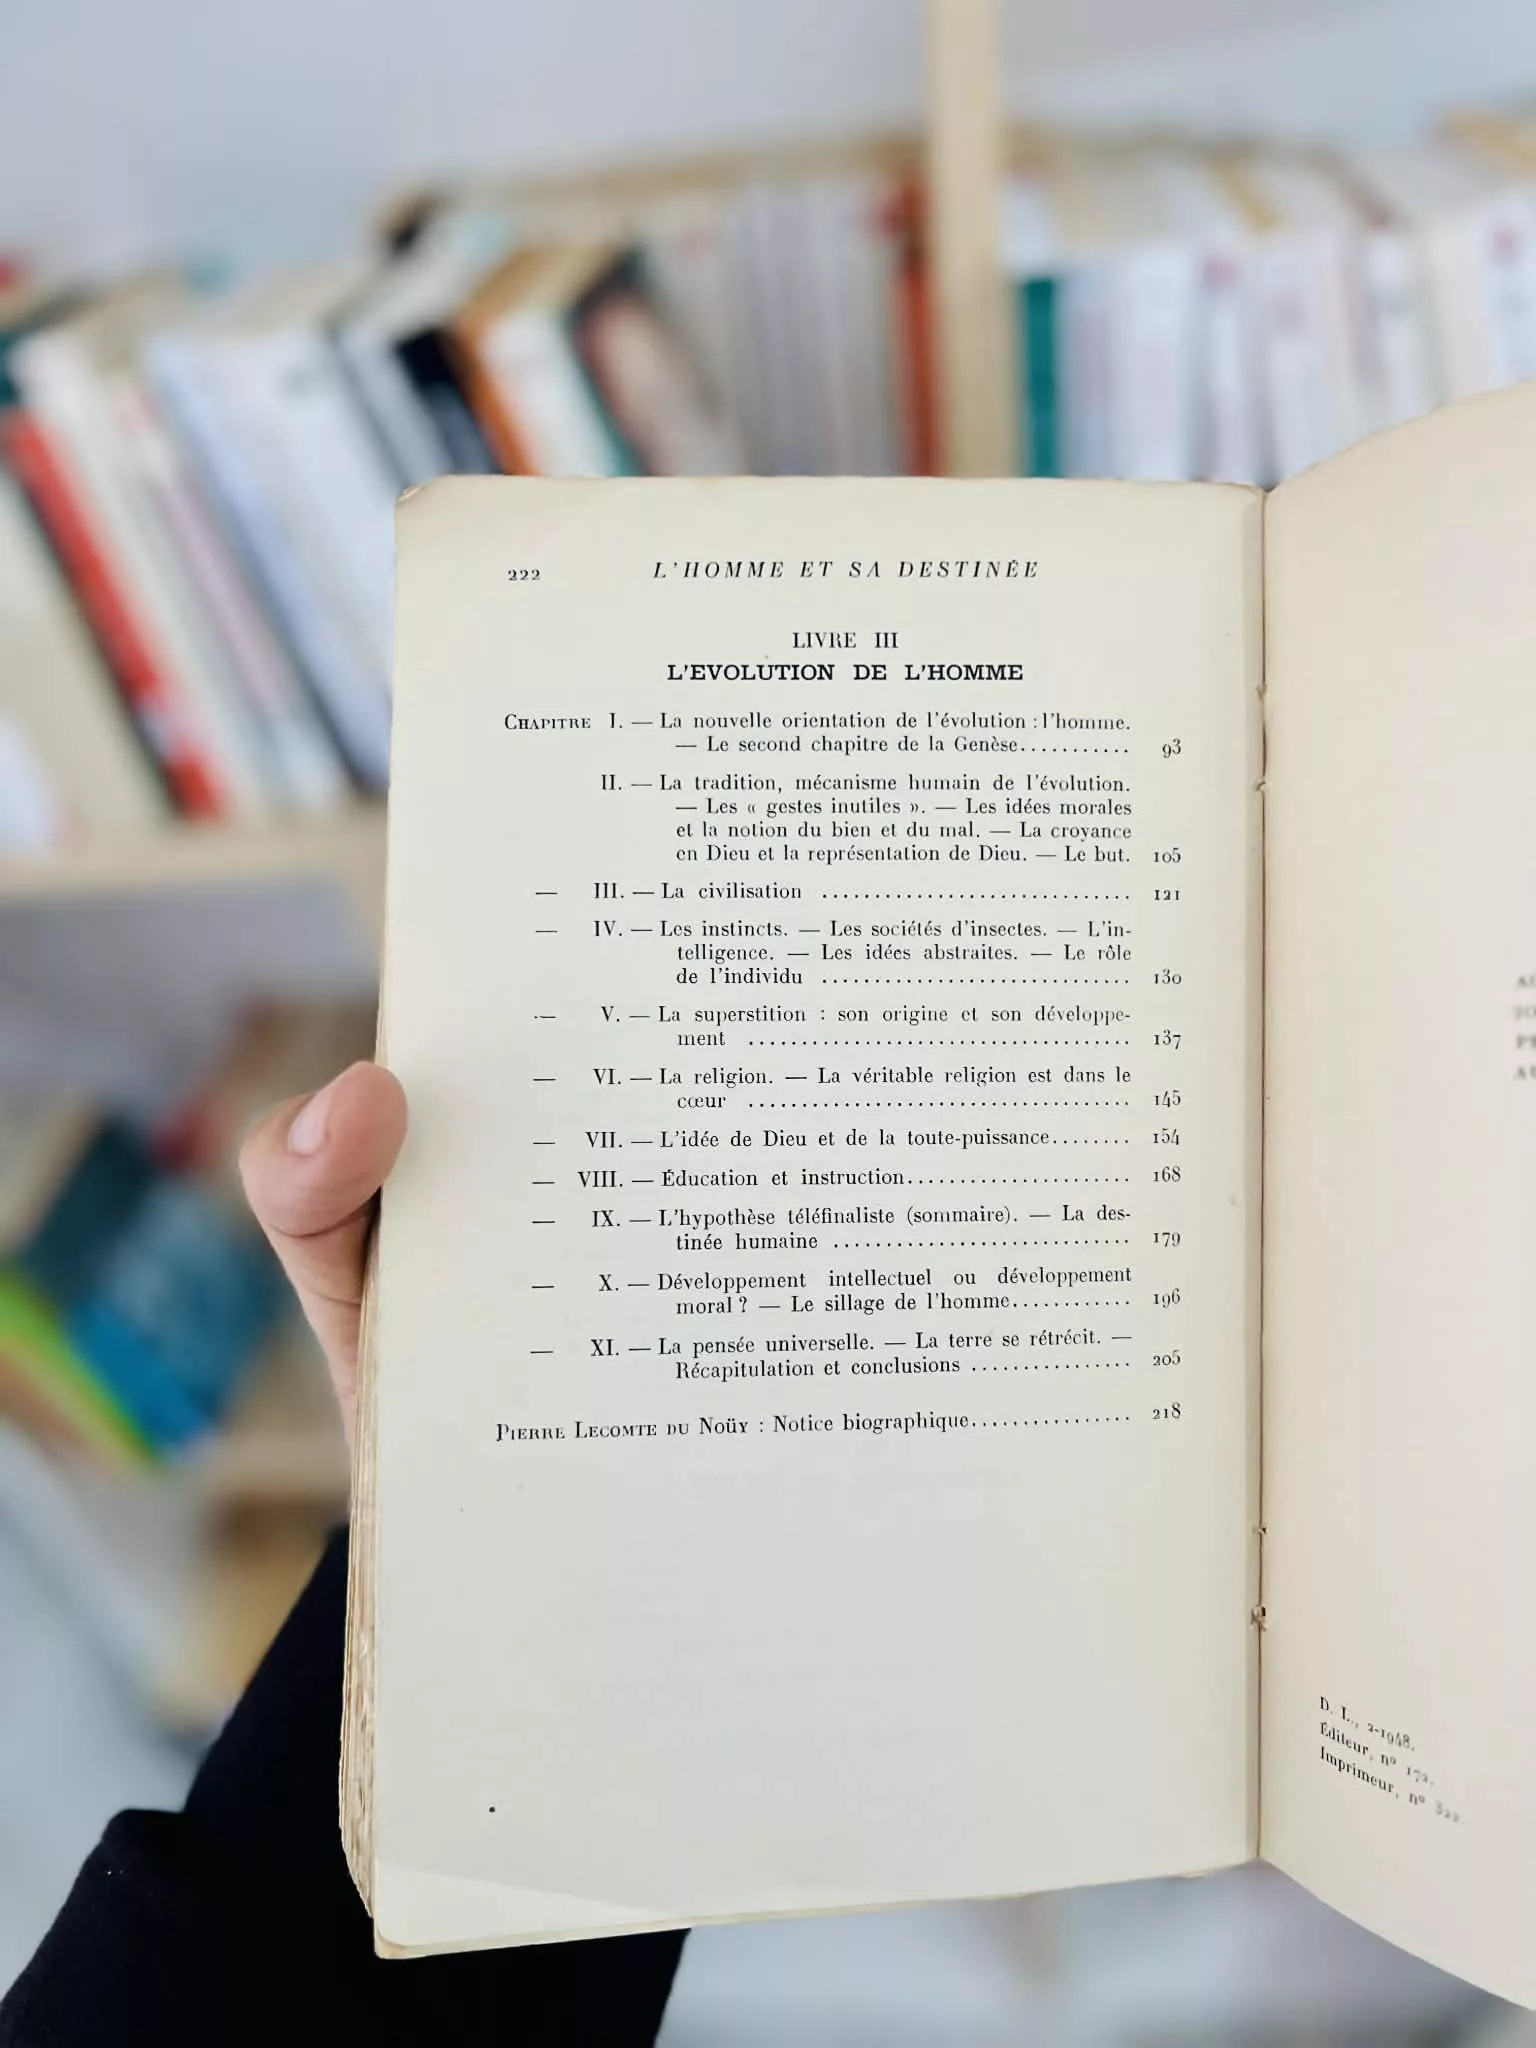 222 L'HOMME ET SA DESTINÉE
LIVRE III
L'EVOLUTION DE L'HOMME
CHAPITRE I. — La nouvelle orientation de l'évolution : l'homme.
— Le second chapitre de la Genèse........... 93
II. — La tradition, mécanisme humain de l'évolution.
— Les « gestes inutiles ». — Les idées morales
et la notion du bien et du mal. — La croyance
en Dieu et la représentation de Dieu. — Le but. 105
— III. — La civilisation .............................. 121
— IV. — Les instincts. — Les sociétés d'insectes. — L'in-
telligence. — Les idées abstraites. — Le rôle
de l'individu .............................. 130
— V. — La superstition : son origine et son développe-
ment .................................... 137
— VI. — La religion. — La véritable religion est dans le
cœur .................................... 145
— VII. — L'idée de Dieu et de la toute-puissance........ 154
— VIII. — Éducation et instruction..................... 168
— IX. — L'hypothèse téléfinaliste (sommaire). — La des-
tinée humaine ............................ 179
— X. — Développement intellectuel ou développement
moral ? — Le sillage de l'homme............ 196
— XI. — La pensée universelle. — La terre se rétrécit. —
Récapitulation et conclusions ................ 205
PIERRE LECOMTE DU NOÜY : Notice biographique................ 218
D. L., 2-1948.
Éditeur, nº 172.
Imprimeur, nº 322.